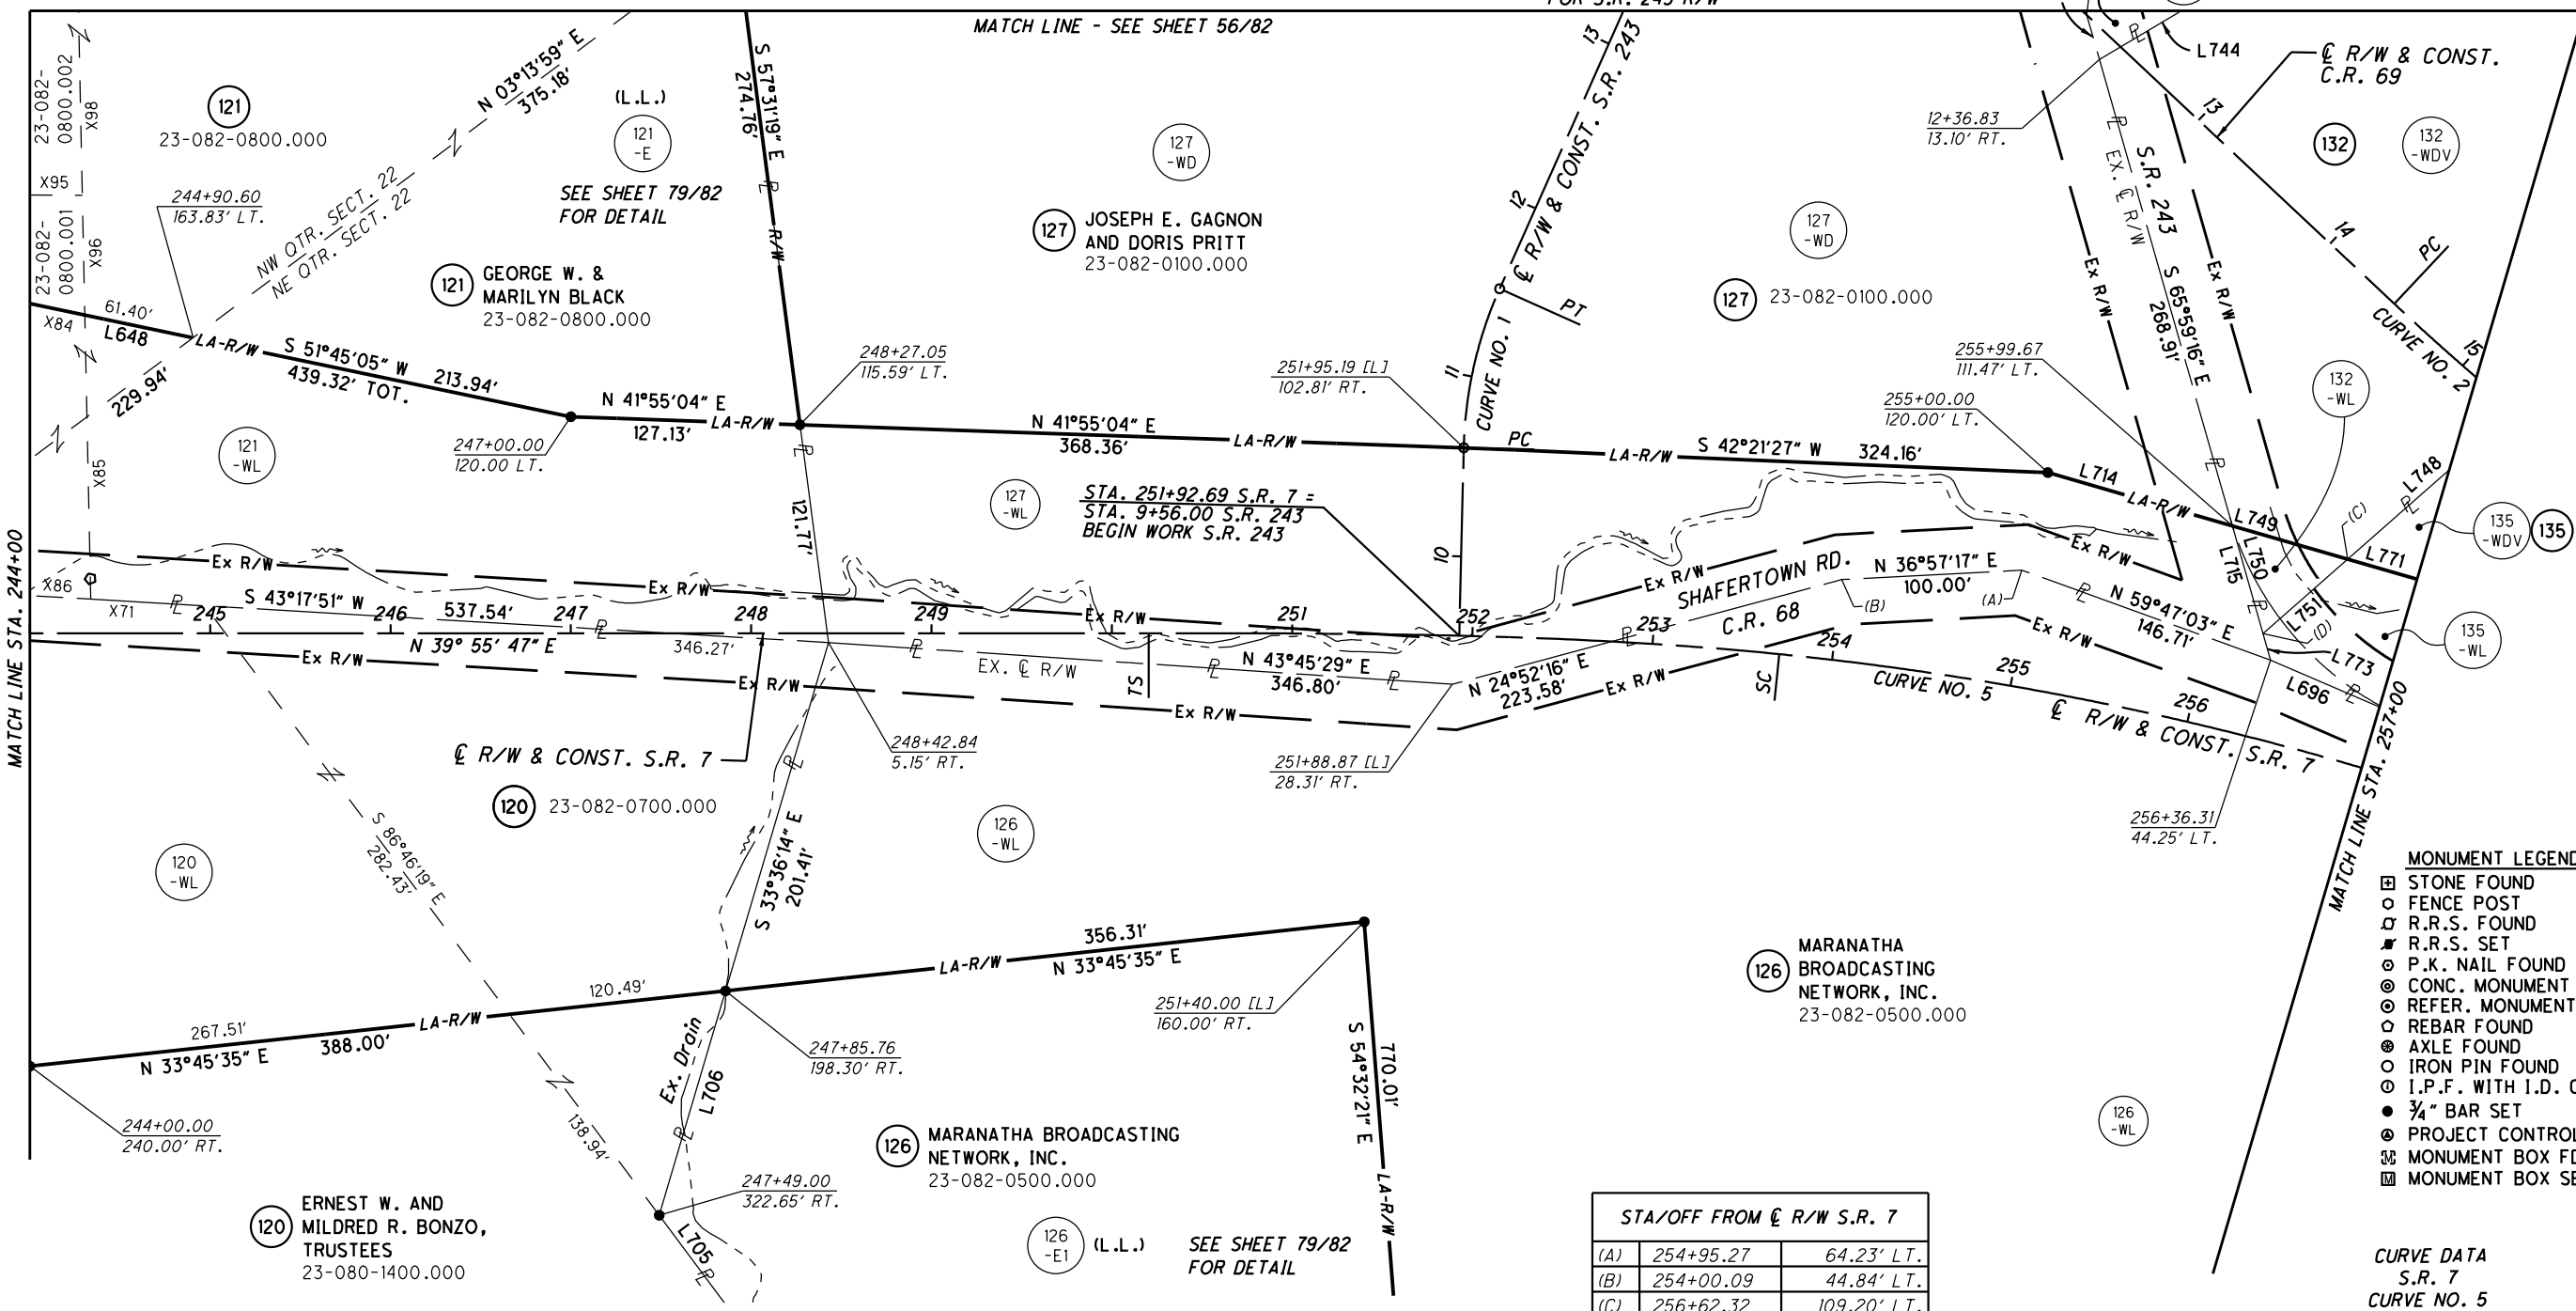 MATCH LINE - SEE SHEET 56/82
23-082-
0800.002
X98
X95
23-082-
0800.001
X96
121
23-082-0800.000
N 03°13'59" E
375.18'
NW QTR. SECT. 22
NE QTR. SECT. 22
244+90.60
163.83' LT.
(L.L.)
121
-E
SEE SHEET 79/82
FOR DETAIL
121
GEORGE W. &
MARILYN BLACK
23-082-0800.000
S 57°31'19" E
274.76'
R/W
127
-WD
127
JOSEPH E. GAGNON
AND DORIS PRITT
23-082-0100.000
13
12
11
10
℄ R/W & CONST. S.R. 243
PT
CURVE NO. 1
PC
127
-WD
127
23-082-0100.000
12+36.83
13.10' RT.
L744
℄ R/W & CONST.
C.R. 69
13
14
15
PC
CURVE NO. 2
132
132
-WDV
S.R. 243
EX. ℄ R/W
S 65°59'16" E
268.91'
Ex R/W
Ex R/W
X84
61.40'
L648
LA-R/W
S 51°45'05" W
439.32' TOT.
213.94'
229.94'
X85
121
-WL
247+00.00
120.00 LT.
N 41°55'04" E
127.13'
LA-R/W
248+27.05
115.59' LT.
N 41°55'04" E
368.36'
LA-R/W
251+95.19 [L]
102.81' RT.
LA-R/W
S 42°21'27" W
324.16'
255+99.67
111.47' LT.
255+00.00
120.00' LT.
L714
LA-R/W
L749
L748
(C)
L771
132
-WL
135
-WDV
135
L715
L750
L751
(D)
L773
L696
135
-WL
127
-WL
121.77'
STA. 251+92.69 S.R. 7 =
STA. 9+56.00 S.R. 243
BEGIN WORK S.R. 243
MATCH LINE STA. 244+00
X86
X71
Ex R/W
Ex R/W
Ex R/W
Ex R/W
Ex R/W
S 43°17'51" W
537.54'
245
246
247
248
249
251
252
253
254
255
256
N 39° 55' 47" E
346.27'
EX. ℄ R/W
TS
N 43°45'29" E
346.80'
N 24°52'16" E
223.58'
SHAFERTOWN RD.
C.R. 68
N 36°57'17" E
100.00'
(B)
(A)
N 59°47'03" E
146.71'
SC
CURVE NO. 5
℄ R/W & CONST. S.R. 7
Ex R/W
Ex R/W
Ex R/W
Ex R/W
Ex R/W
MATCH LINE STA. 257+00
℄ R/W & CONST. S.R. 7
248+42.84
5.15' RT.
251+88.87 [L]
28.31' RT.
256+36.31
44.25' LT.
120
23-082-0700.000
120
-WL
S 86°46'19" E
282.43'
126
-WL
S 33°36'14" E
201.41'
356.31'
LA-R/W
N 33°45'35" E
251+40.00 [L]
160.00' RT.
120.49'
267.51'
LA-R/W
N 33°45'35" E
388.00'
244+00.00
240.00' RT.
Ex. Drain
L706
247+85.76
198.30' RT.
138.94'
247+49.00
322.65' RT.
L705
126
MARANATHA BROADCASTING
NETWORK, INC.
23-082-0500.000
S 54°32'21" E
770.01'
LA-R/W
126
MARANATHA
BROADCASTING
NETWORK, INC.
23-082-0500.000
126
-WL
120
ERNEST W. AND
MILDRED R. BONZO,
TRUSTEES
23-080-1400.000
126
-E1
(L.L.)
SEE SHEET 79/82
FOR DETAIL
STA/OFF FROM ℄ R/W S.R. 7
(A) 254+95.27 64.23' LT.
(B) 254+00.09 44.84' LT.
(C) 256+62.32 109.20' LT.
MONUMENT LEGEND
STONE FOUND
FENCE POST
R.R.S. FOUND
R.R.S. SET
P.K. NAIL FOUND
CONC. MONUMENT
REFER. MONUMENT
REBAR FOUND
AXLE FOUND
IRON PIN FOUND
I.P.F. WITH I.D.
¾" BAR SET
PROJECT CONTROL
MONUMENT BOX
MONUMENT BOX
CURVE DATA
S.R. 7
CURVE NO. 5